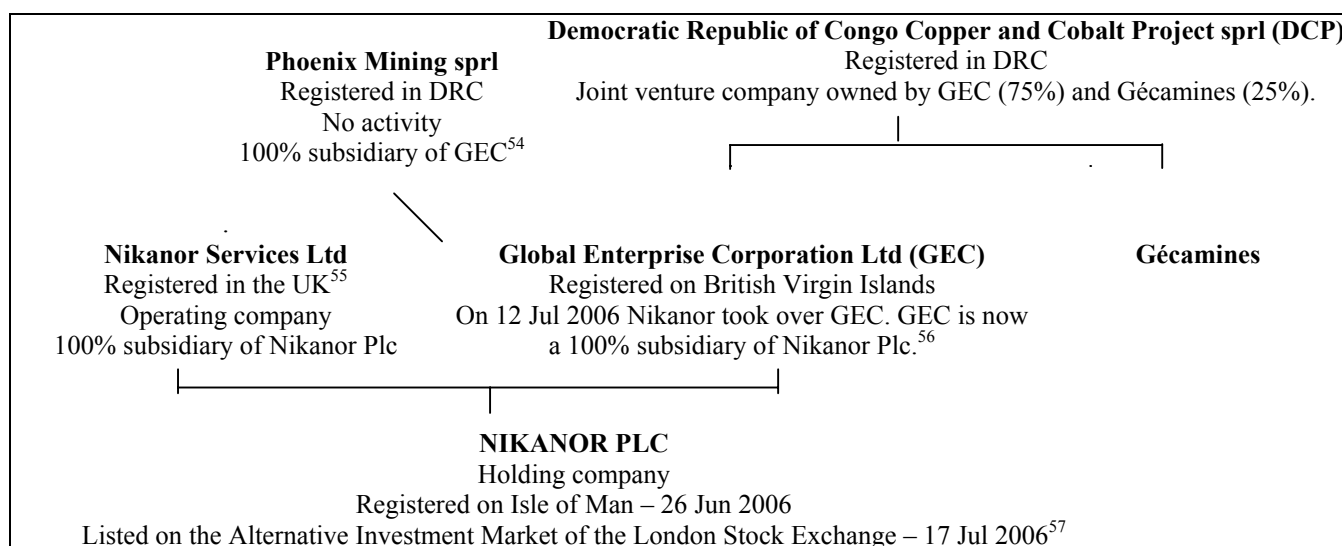 Democratic Republic of Congo Copper and Cobalt Project sprl (DCP)
Registered in DRC
Joint venture company owned by GEC (75%) and Gécamines (25%).
Phoenix Mining sprl
Registered in DRC
No activity
100% subsidiary of GEC54
Nikanor Services Ltd
Registered in the UK55
Operating company
100% subsidiary of Nikanor Plc
Global Enterprise Corporation Ltd (GEC)
Registered on British Virgin Islands
On 12 Jul 2006 Nikanor took over GEC. GEC is now
a 100% subsidiary of Nikanor Plc.56
Gécamines
NIKANOR PLC
Holding company
Registered on Isle of Man – 26 Jun 2006
Listed on the Alternative Investment Market of the London Stock Exchange – 17 Jul 200657